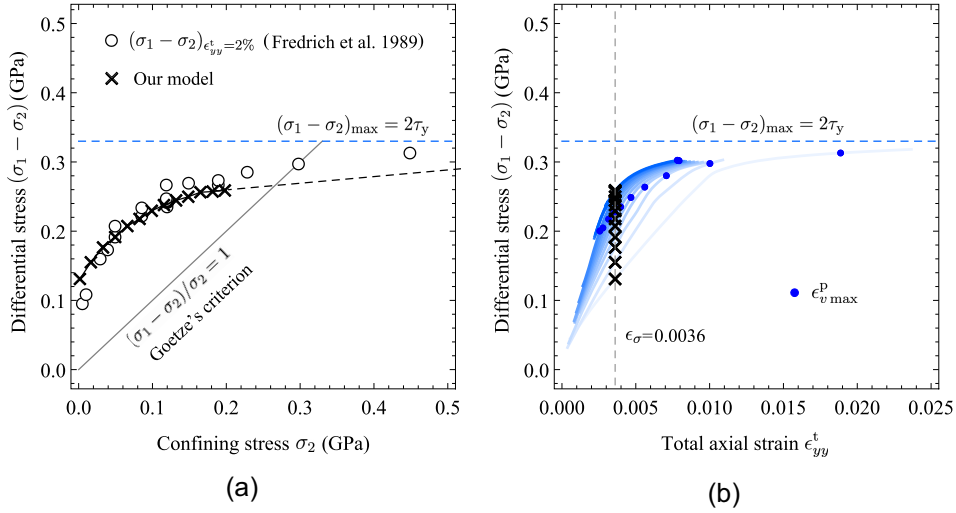 Differential stress (σ₁ − σ₂) (GPa)
0.5
0.4
0.3
0.2
0.1
0.0
(σ₁ − σ₂)ϵᵗyy=2% (Fredrich et al. 1989)
Our model
(σ₁ − σ₂)max = 2τy
(σ₁ − σ₂)/σ₂ = 1
Goetze's criterion
0.0 0.1 0.2 0.3 0.4 0.5
Confining stress σ₂ (GPa)
(a)
Differential stress (σ₁ − σ₂) (GPa)
0.5
0.4
0.3
0.2
0.1
0.0
(σ₁ − σ₂)max = 2τy
ϵᵖv max
ϵσ=0.0036
0.000 0.005 0.010 0.015 0.020 0.025
Total axial strain ϵᵗyy
(b)